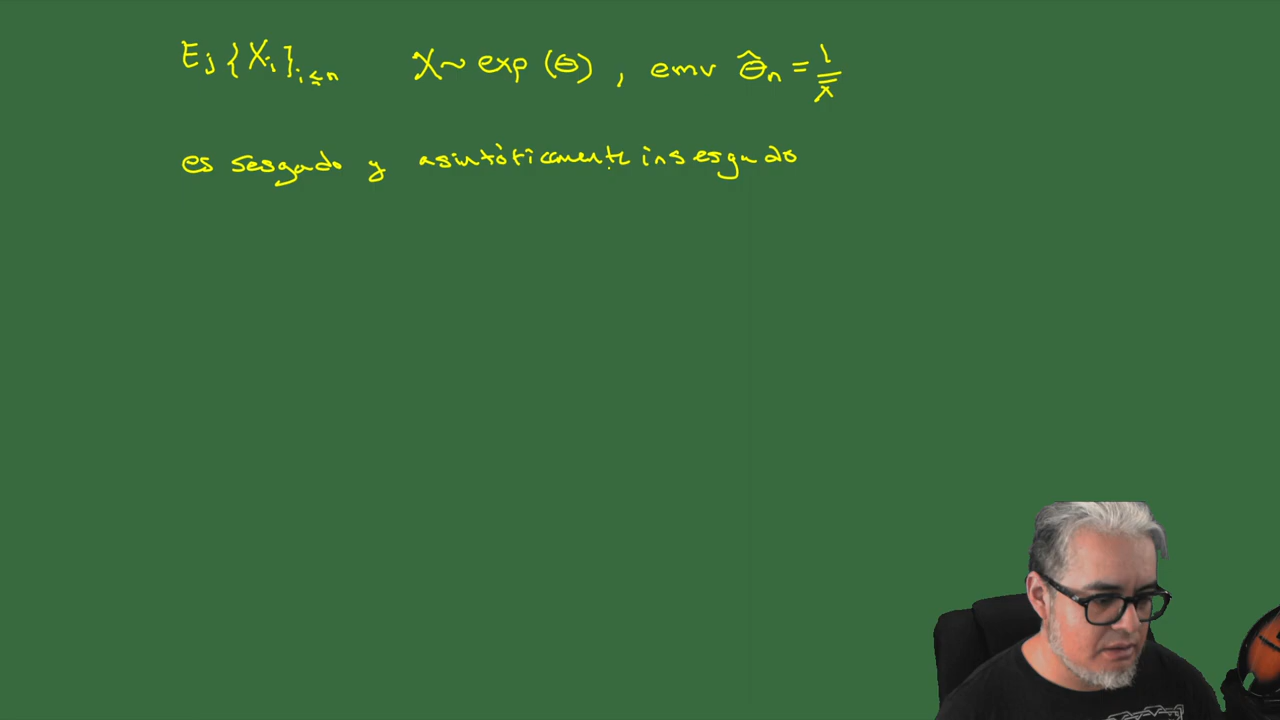 Ej {Xᵢ}ᵢ≤ₙ X ~ exp (θ) , emv θ̂ₙ = 1/X̄
es sesgado y asintóticamente insesgado